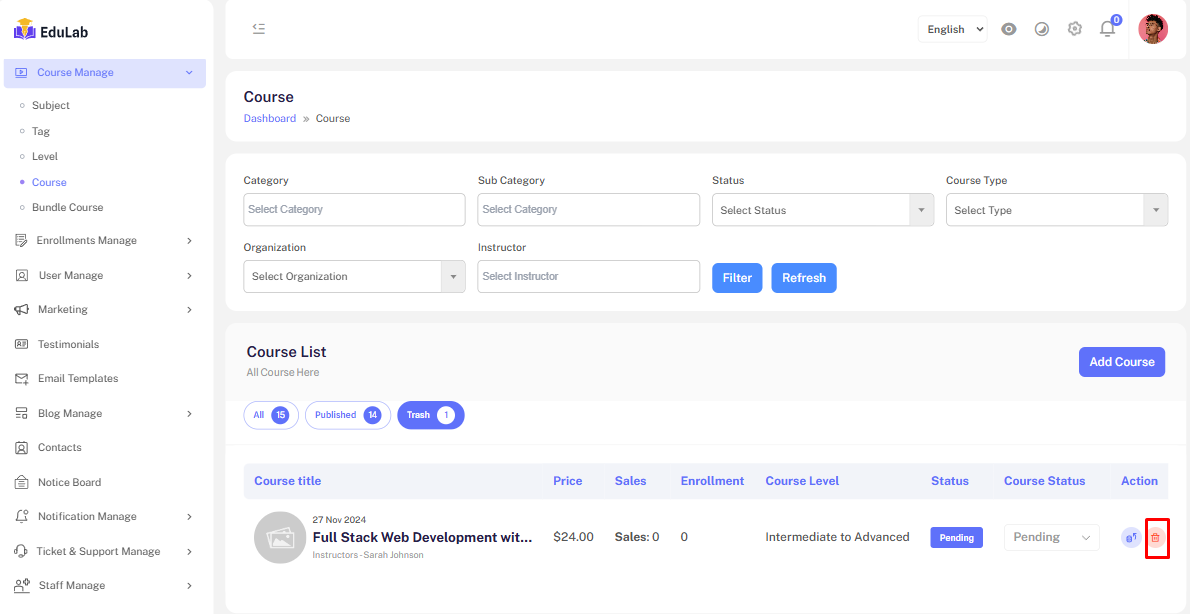 EduLab
English
0
Course Manage
Subject
Tag
Level
Course
Bundle Course
Enrollments Manage
User Manage
Marketing
Testimonials
Email Templates
Blog Manage
Contacts
Notice Board
Notification Manage
Ticket & Support Manage
Staff Manage
Course
Dashboard » Course
Category
Sub Category
Status
Course Type
Select Category
Select Category
Select Status
Select Type
Organization
Instructor
Select Organization
Select Instructor
Filter
Refresh
Course List
All Course Here
Add Course
All 15
Published 14
Trash 1
Course title Price Sales Enrollment Course Level Status Course Status Action
27 Nov 2024
Full Stack Web Development wit...
Instructors - Sarah Johnson
$24.00
Sales: 0
0
Intermediate to Advanced
Pending
Pending